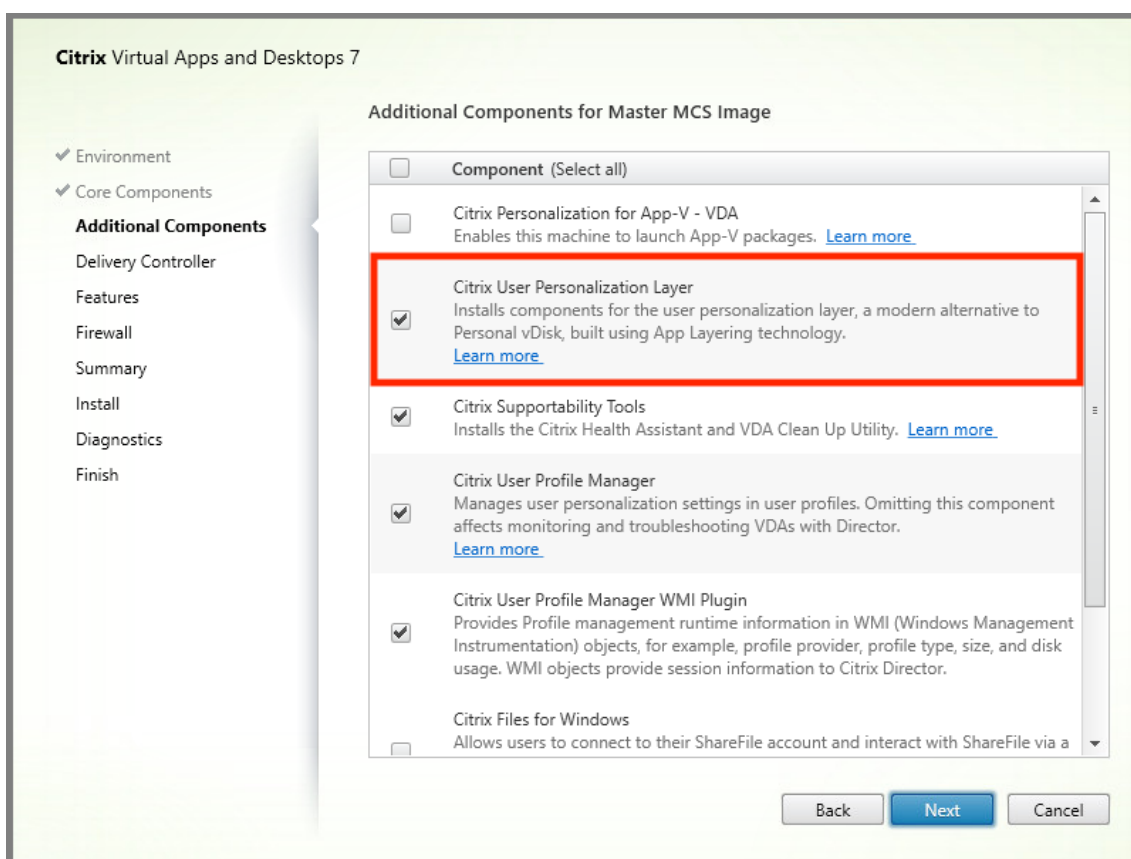 Citrix Virtual Apps and Desktops 7
Additional Components for Master MCS Image
Environment
Core Components
Additional Components
Delivery Controller
Features
Firewall
Summary
Install
Diagnostics
Finish
Component (Select all)
Citrix Personalization for App-V - VDA
Enables this machine to launch App-V packages. Learn more
Citrix User Personalization Layer
Installs components for the user personalization layer, a modern alternative to
Personal vDisk, built using App Layering technology.
Learn more
Citrix Supportability Tools
Installs the Citrix Health Assistant and VDA Clean Up Utility. Learn more
Citrix User Profile Manager
Manages user personalization settings in user profiles. Omitting this component
affects monitoring and troubleshooting VDAs with Director.
Learn more
Citrix User Profile Manager WMI Plugin
Provides Profile management runtime information in WMI (Windows Management
Instrumentation) objects, for example, profile provider, profile type, size, and disk
usage. WMI objects provide session information to Citrix Director.
Citrix Files for Windows
Allows users to connect to their ShareFile account and interact with ShareFile via a
Back
Next
Cancel